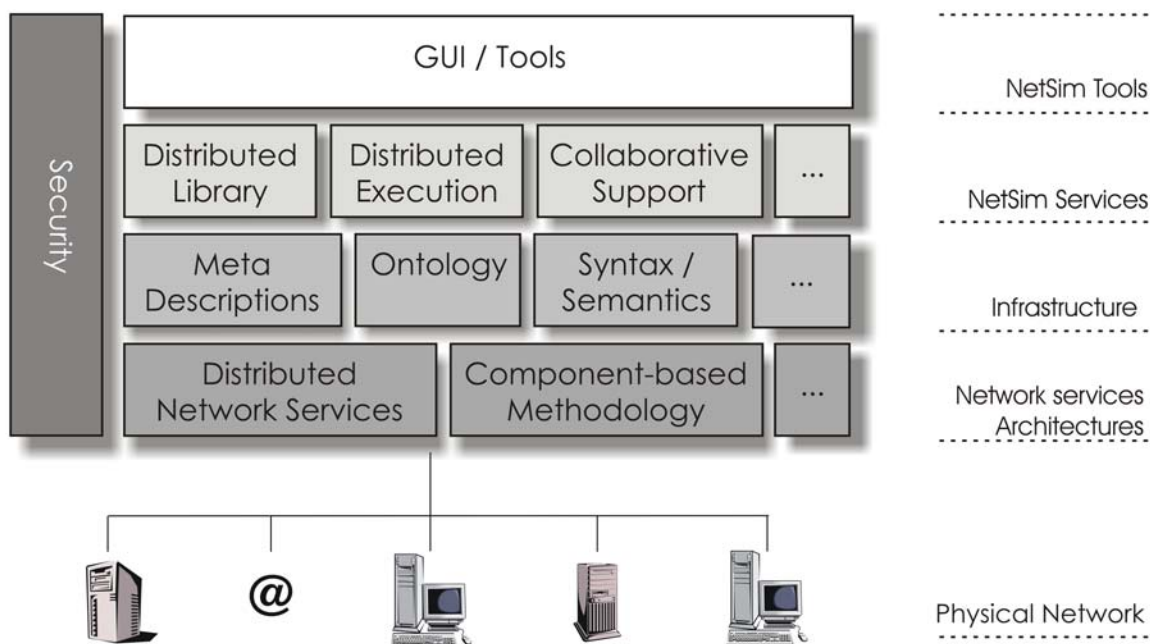 GUI / Tools
NetSim Tools
Security
Distributed
Library
Distributed
Execution
Collaborative
Support
...
NetSim Services
Meta
Descriptions
Ontology
Syntax /
Semantics
...
Infrastructure
Distributed
Network Services
Component-based
Methodology
...
Network services
Architectures
@
Physical Network